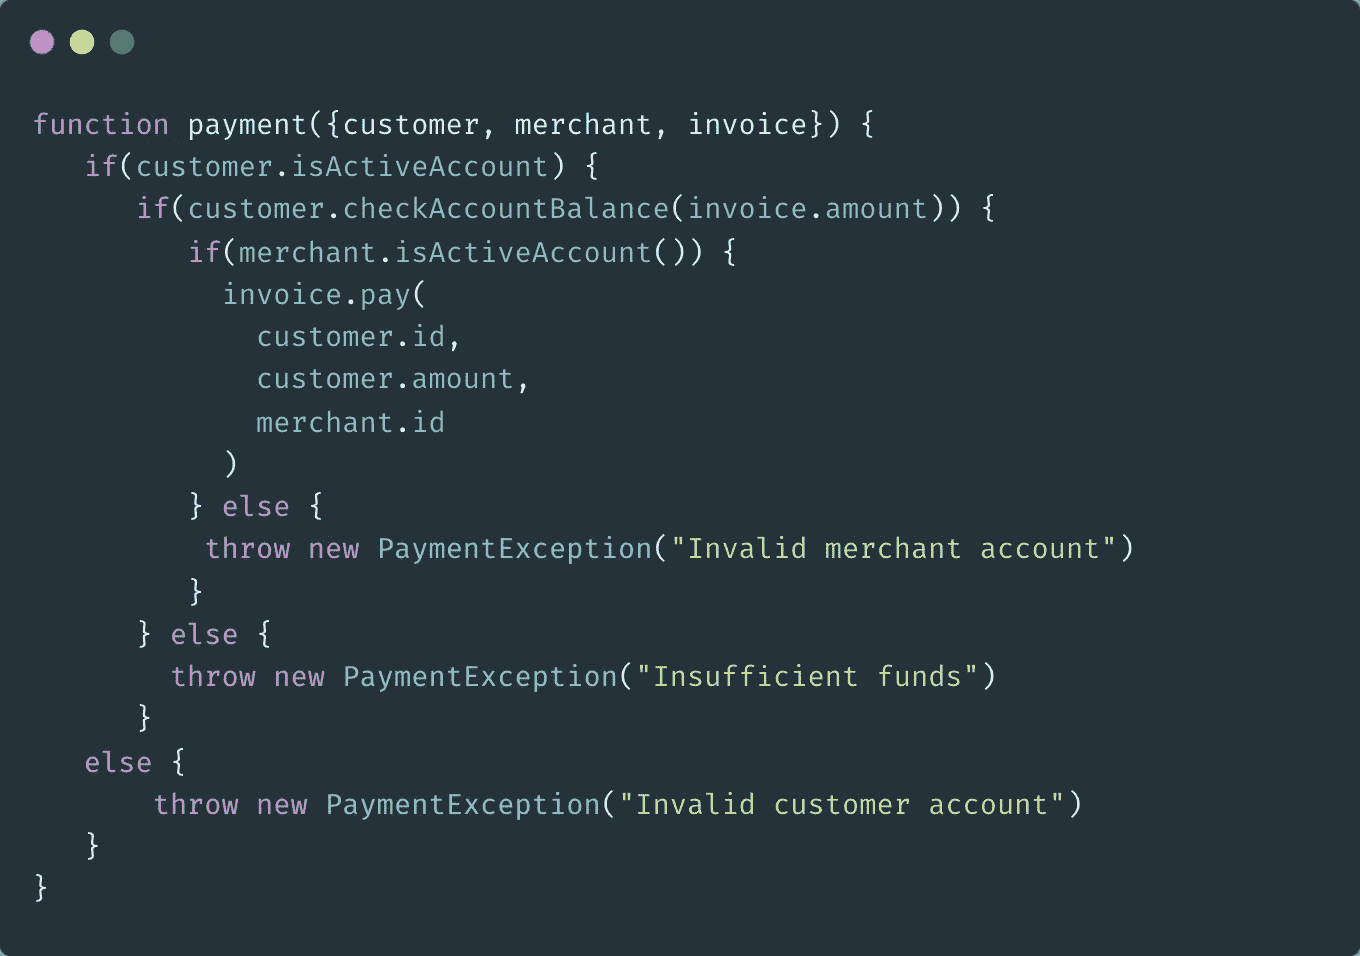 function payment({customer, merchant, invoice}) {
   if(customer.isActiveAccount) {
      if(customer.checkAccountBalance(invoice.amount)) {
         if(merchant.isActiveAccount()) {
           invoice.pay(
             customer.id,
             customer.amount,
             merchant.id
           )
         } else {
          throw new PaymentException("Invalid merchant account")
         }
      } else {
        throw new PaymentException("Insufficient funds")
      }
   else {
       throw new PaymentException("Invalid customer account")
   }
}